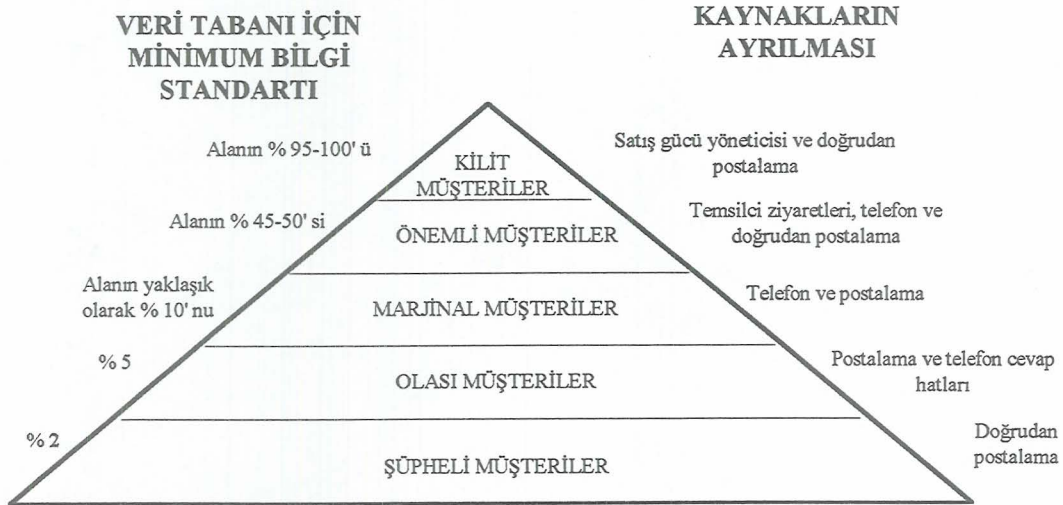 VERİ TABANI İÇİN
MİNİMUM BİLGİ
STANDARTI
KAYNAKLARIN
AYRILMASI
Alanın % 95-100' ü
KİLİT
MÜŞTERİLER
Satış gücü yöneticisi ve doğrudan
postalama
Alanın % 45-50' si
ÖNEMLİ MÜŞTERİLER
Temsilci ziyaretleri, telefon ve
doğrudan postalama
Alanın yaklaşık
olarak % 10' nu
MARJİNAL MÜŞTERİLER
Telefon ve postalama
% 5
OLASI MÜŞTERİLER
Postalama ve telefon cevap
hatları
% 2
ŞÜPHELİ MÜŞTERİLER
Doğrudan
postalama